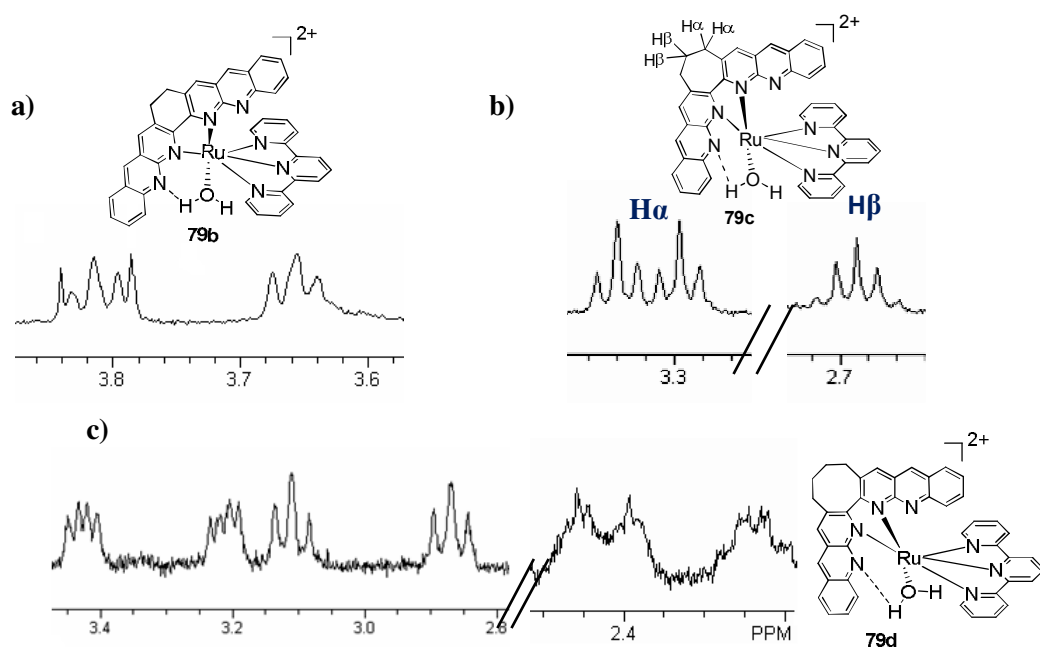 a)
2+
N
N
N
N
Ru
N
N
N
H O H
79b
3.8 3.7 3.6
b)
Hα Hα
Hβ
Hβ
2+
N
N
N
N
Ru
N
N
N
H O H
79c
Hα Hβ
3.3 2.7
c)
3.4 3.2 3.0 2.8 2.4 PPM
2+
N
N
N
N
Ru
N
N
N
O-H
H
79d